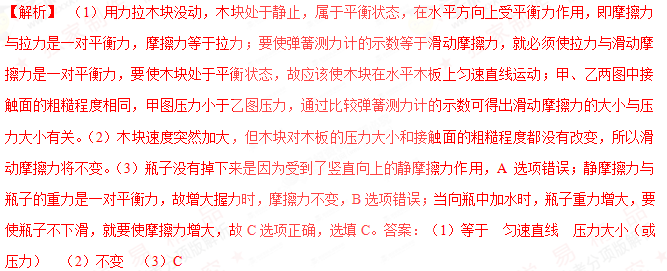 【解析】 （1）用力拉木块没动，木块处于静止，属于平衡状态，在水平方向上受平衡力作用，即摩擦力
与拉力是一对平衡力，摩擦力等于拉力；要使弹簧测力计的示数等于滑动摩擦力，就必须使拉力与滑动摩
擦力是一对平衡力，要使木块处于平衡状态，故应该使木块在水平木板上匀速直线运动；甲、乙两图中接
触面的粗糙程度相同，甲图压力小于乙图压力，通过比较弹簧测力计的示数可得出滑动摩擦力的大小与压
力大小有关。（2）木块速度突然加大，但木块对木板的压力大小和接触面的粗糙程度都没有改变，所以滑
动摩擦力将不变。（3）瓶子没有掉下来是因为受到了竖直向上的静摩擦力作用，A 选项错误；静摩擦力与
瓶子的重力是一对平衡力，故增大握力时，摩擦力不变，B 选项错误；当向瓶中加水时，瓶子重力增大，要
使瓶子不下滑，就要使摩擦力增大，故 C 选项正确，选填 C。答案：（1）等于 匀速直线 压力大小（或
压力） （2）不变 （3）C